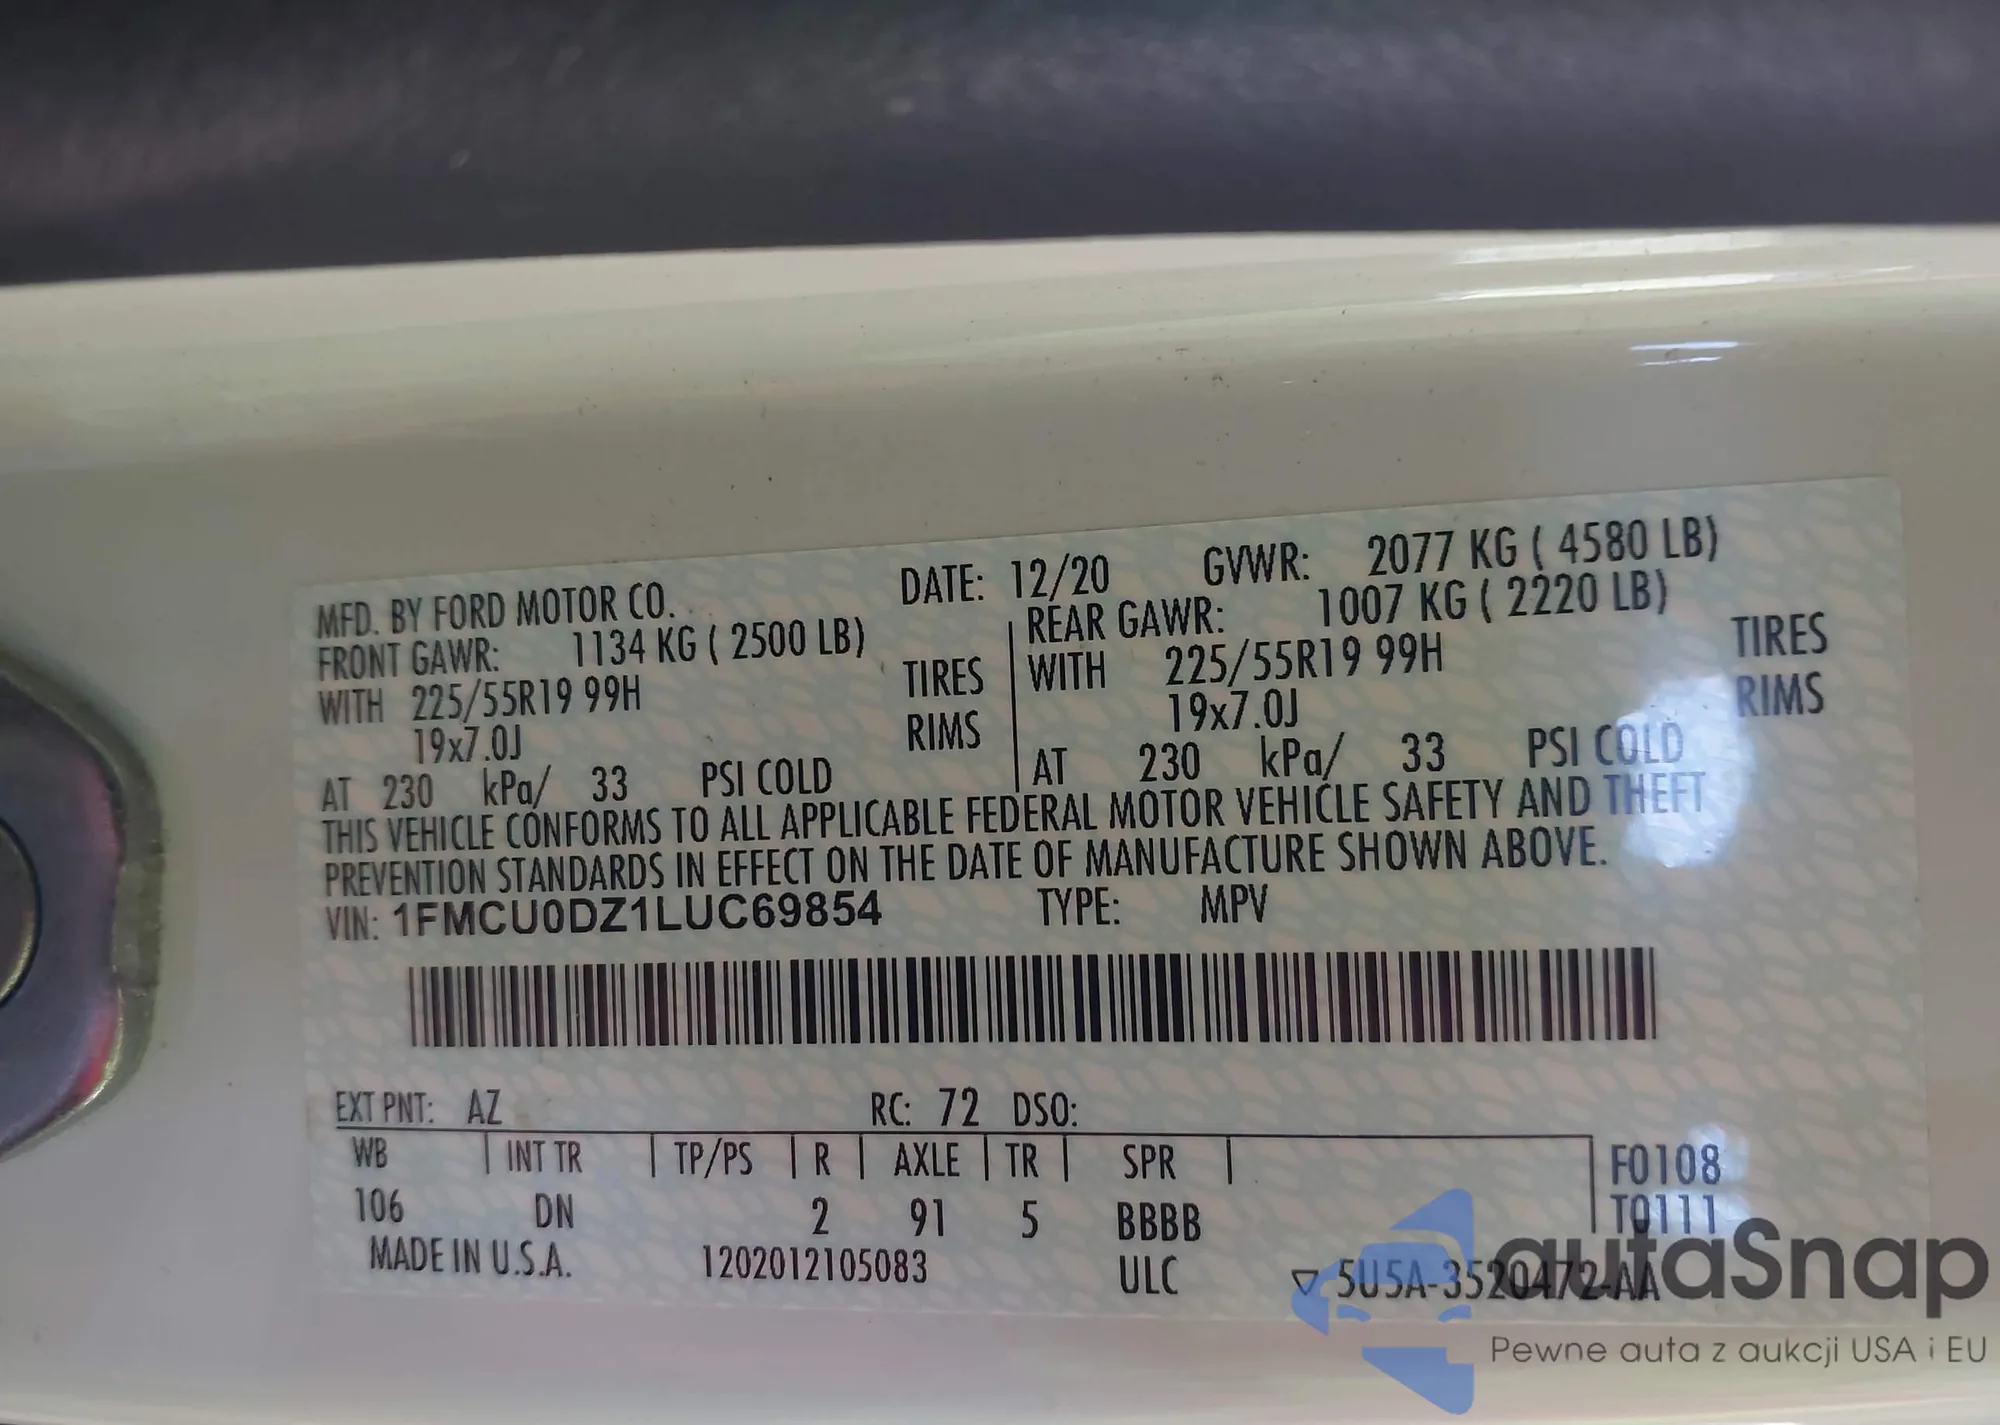 MFD. BY FORD MOTOR CO. DATE: 12/20 GVWR: 2077 KG ( 4580 LB)
FRONT GAWR: 1134 KG ( 2500 LB) REAR GAWR: 1007 KG ( 2220 LB)
WITH 225/55R19 99H TIRES WITH 225/55R19 99H TIRES
19x7.0J RIMS 19x7.0J RIMS
AT 230 kPa/ 33 PSI COLD AT 230 kPa/ 33 PSI COLD
THIS VEHICLE CONFORMS TO ALL APPLICABLE FEDERAL MOTOR VEHICLE SAFETY AND THEFT
PREVENTION STANDARDS IN EFFECT ON THE DATE OF MANUFACTURE SHOWN ABOVE.
VIN: 1FMCU0DZ1LUC69854 TYPE: MPV
EXT PNT: AZ RC: 72 DSO:
WB INT TR TP/PS R AXLE TR SPR F0108
106 DN 2 91 5 BBBB T0111
MADE IN U.S.A. 1202012105083 ULC ▽ 5U5A-3520472-AA
autaSnap
Pewne auta z aukcji USA i EU